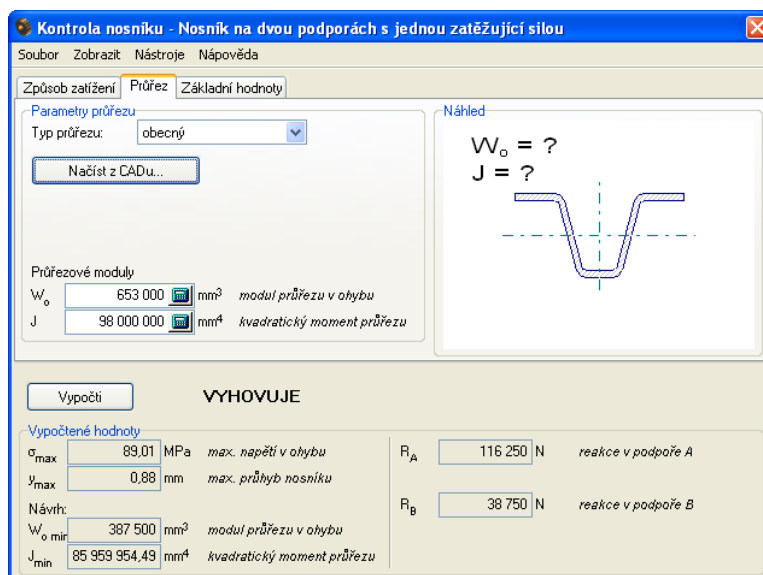 Kontrola nosníku - Nosník na dvou podporách s jednou zatěžující silou
Soubor Zobrazit Nástroje Nápověda
Způsob zatížení Průřez Základní hodnoty
Parametry průřezu
Typ průřezu: obecný
Načíst z CADu...
Průřezové moduly
Wo 653 000 mm3 modul průřezu v ohybu
J 98 000 000 mm4 kvadratický moment průřezu
Náhled
Wo = ?
J = ?
Vypočti VYHOVUJE
Vypočtené hodnoty
σmax 89,01 MPa max. napětí v ohybu
ymax 0,88 mm max. průhyb nosníku
Návrh:
Wo min 387 500 mm3 modul průřezu v ohybu
Jmin 85 959 954,49 mm4 kvadratický moment průřezu
RA 116 250 N reakce v podpoře A
RB 38 750 N reakce v podpoře B